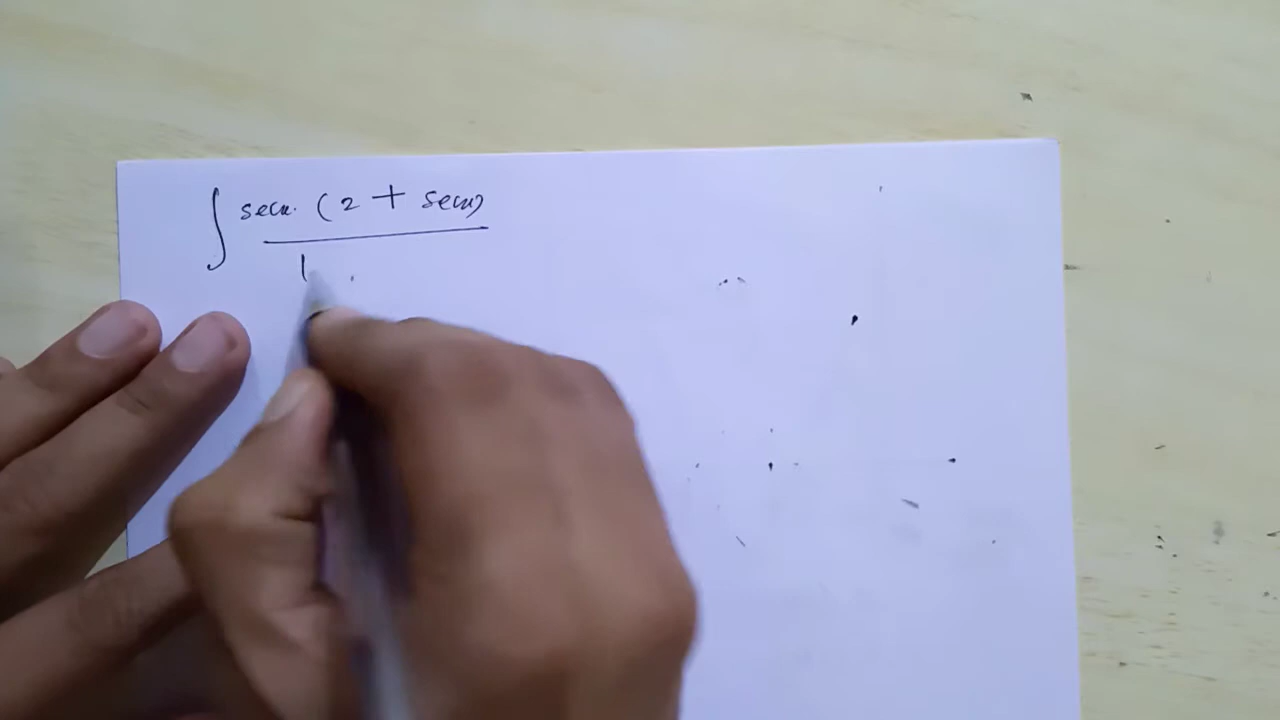 ∫ secx. (2 + secx)
1